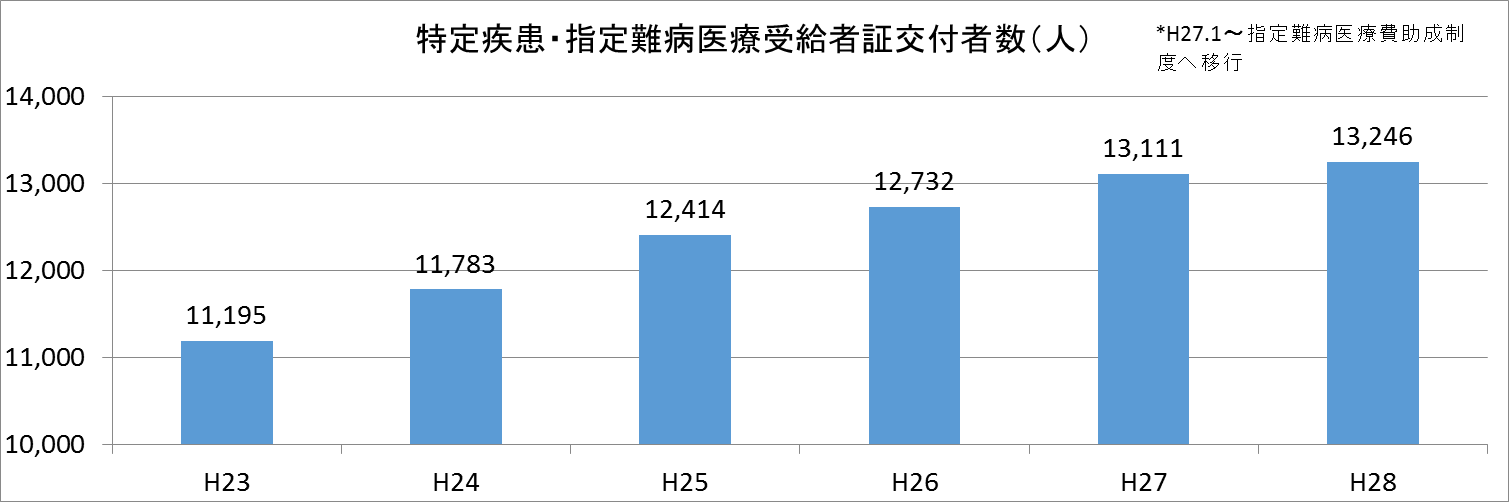 特定疾患・指定難病医療受給者証交付者数（人）
*H27.1～指定難病医療費助成制
度へ移行
14,000
13,000
12,000
11,000
10,000
11,195
11,783
12,414
12,732
13,111
13,246
H23
H24
H25
H26
H27
H28